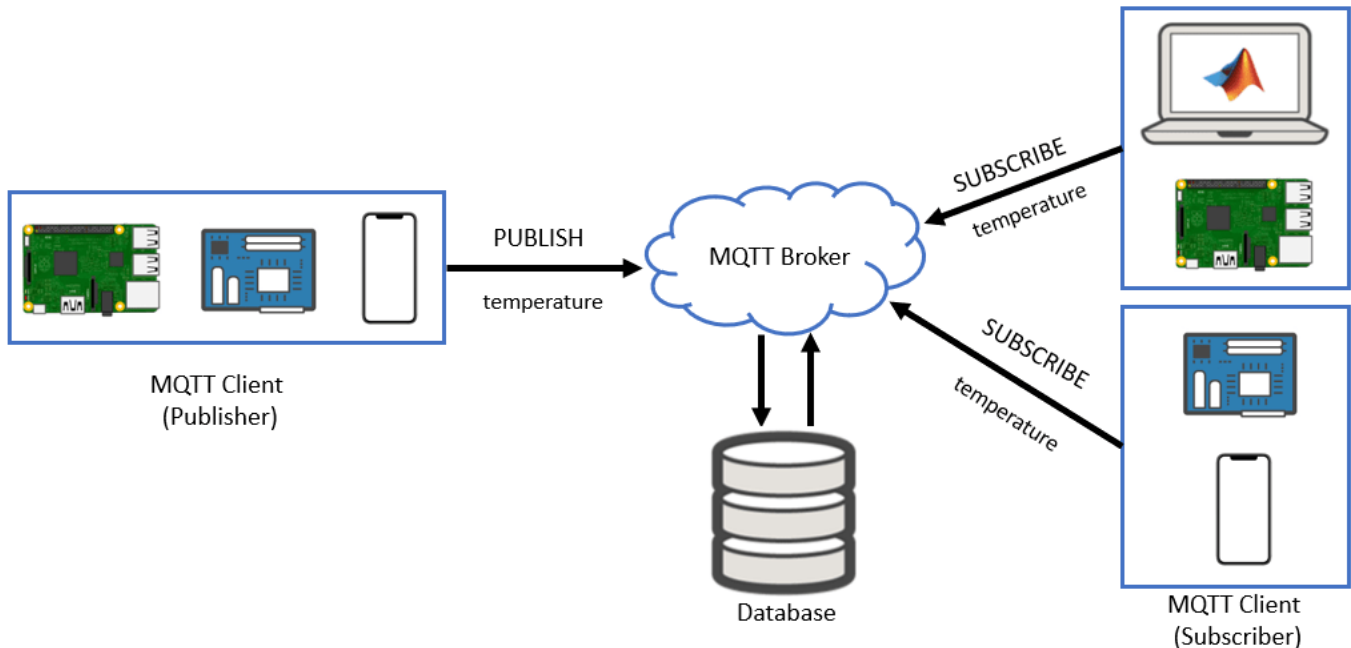 PUBLISH
temperature
MQTT Client
(Publisher)
MQTT Broker
Database
SUBSCRIBE
temperature
SUBSCRIBE
temperature
MQTT Client
(Subscriber)